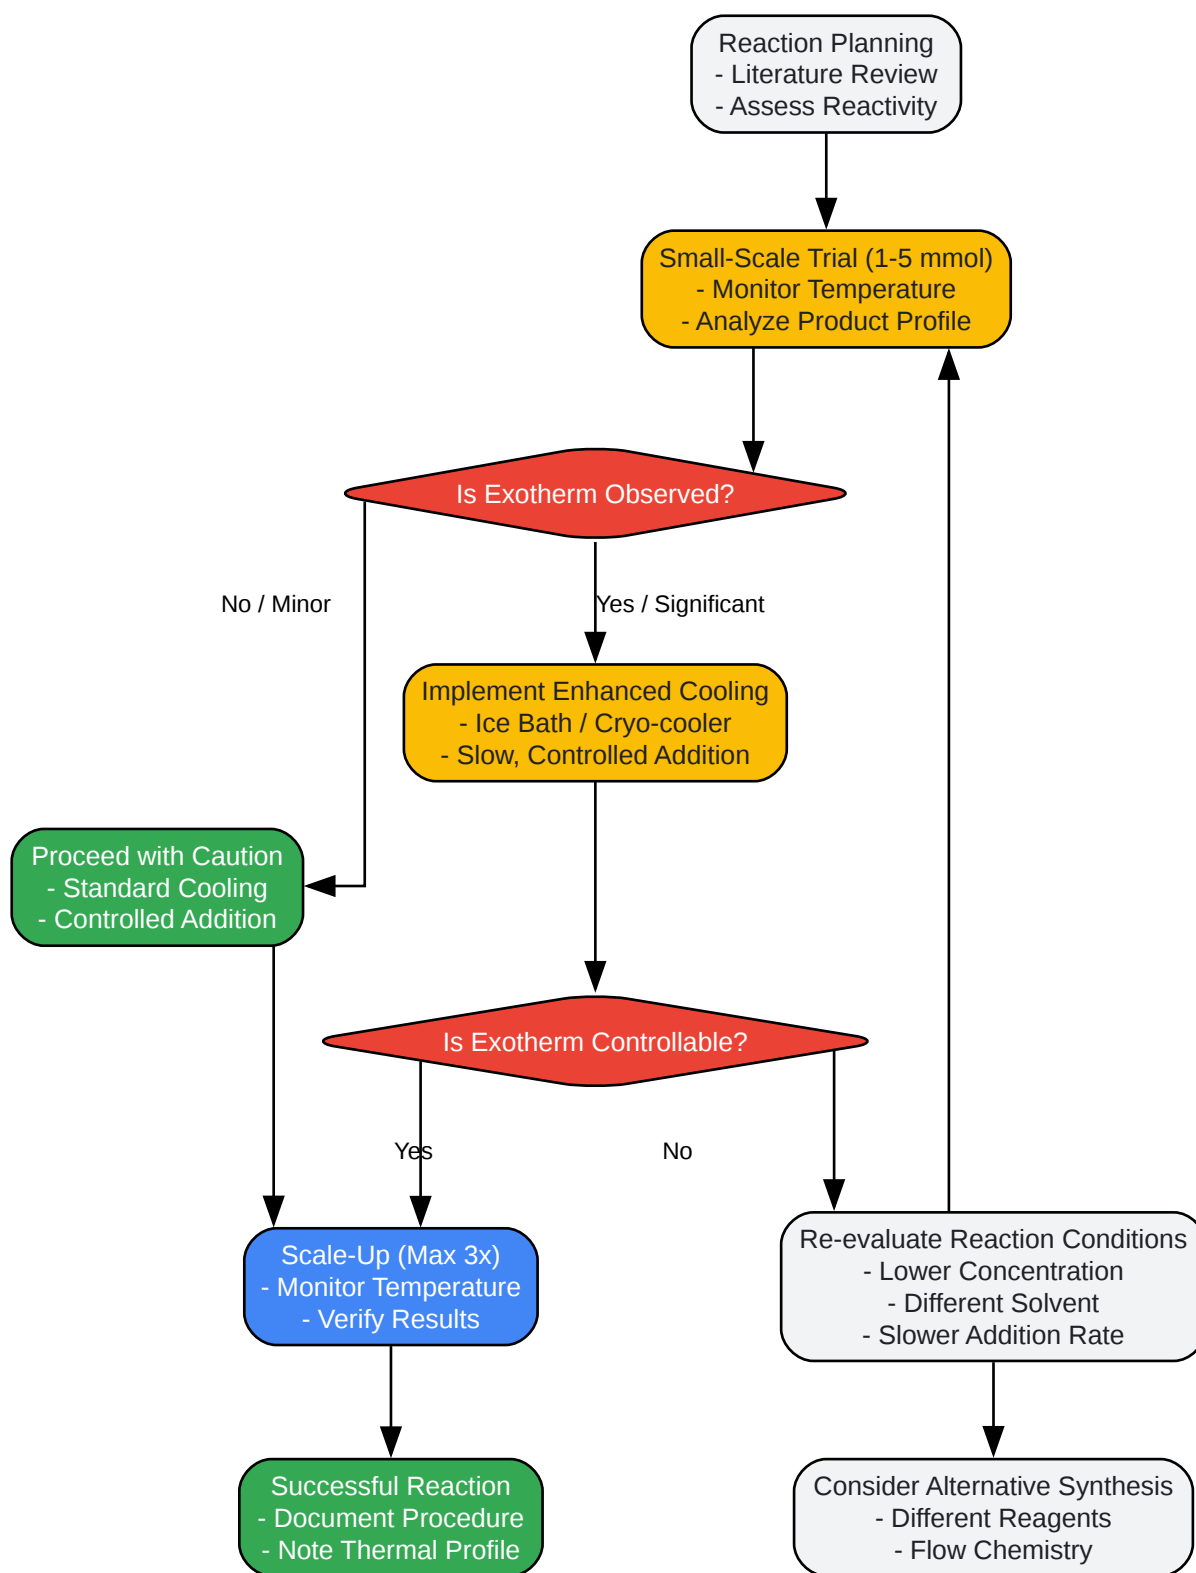 Reaction Planning
- Literature Review
- Assess Reactivity
Small-Scale Trial (1-5 mmol)
- Monitor Temperature
- Analyze Product Profile
Is Exotherm Observed?
No / Minor
Yes / Significant
Implement Enhanced Cooling
- Ice Bath / Cryo-cooler
- Slow, Controlled Addition
Proceed with Caution
- Standard Cooling
- Controlled Addition
Is Exotherm Controllable?
Yes
No
Scale-Up (Max 3x)
- Monitor Temperature
- Verify Results
Re-evaluate Reaction Conditions
- Lower Concentration
- Different Solvent
- Slower Addition Rate
Successful Reaction
- Document Procedure
- Note Thermal Profile
Consider Alternative Synthesis
- Different Reagents
- Flow Chemistry